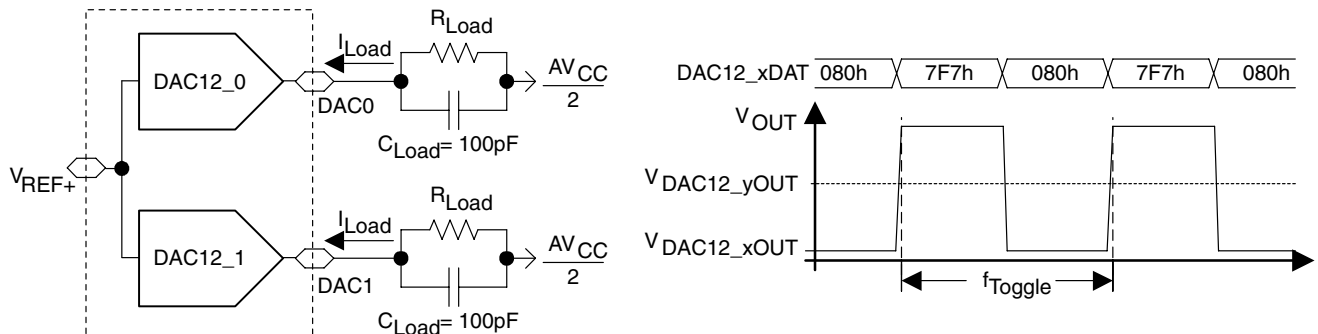 DAC12_0
I Load
R Load
AV CC
2
DAC0
C Load = 100pF
V REF+
DAC12_1
I Load
R Load
AV CC
2
DAC1
C Load = 100pF
DAC12_xDAT 080h 7F7h 080h 7F7h 080h
V OUT
V DAC12_yOUT
V DAC12_xOUT
f Toggle